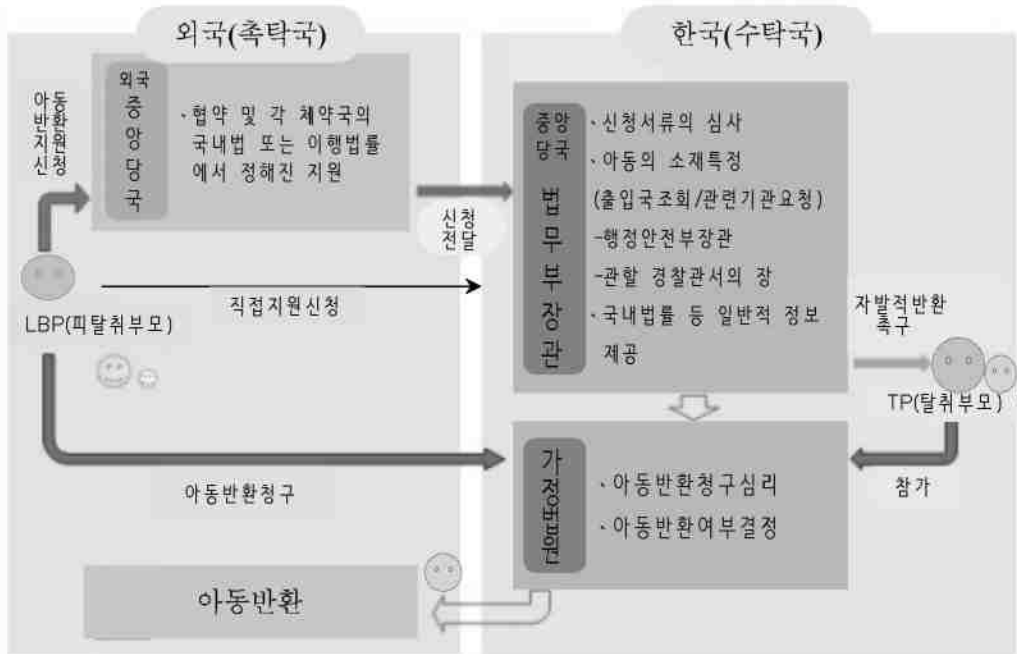 외국(촉탁국)
아동
반환
지원
신청
외국
중
앙
당
국
、협약 및 각 체약국의
국내법 또는 이행법률
에서 정해진 지원
신청
전달
LBP(피탈취부모)
직접지원신청
아동반환청구
한국(수탁국)
중앙
당국
법
무
부
장
관
、신청서류의 심사
、아동의 소재특정
(출입국조회/관련기관요청)
-행정안전부장관
-관할 경찰관서의 장
、국내법률 등 일반적 정보
제공
자발적반환
촉구
TP(탈취부모)
참가
가
정
법
원
、아동반환청구심리
、아동반환여부결정
아동반환